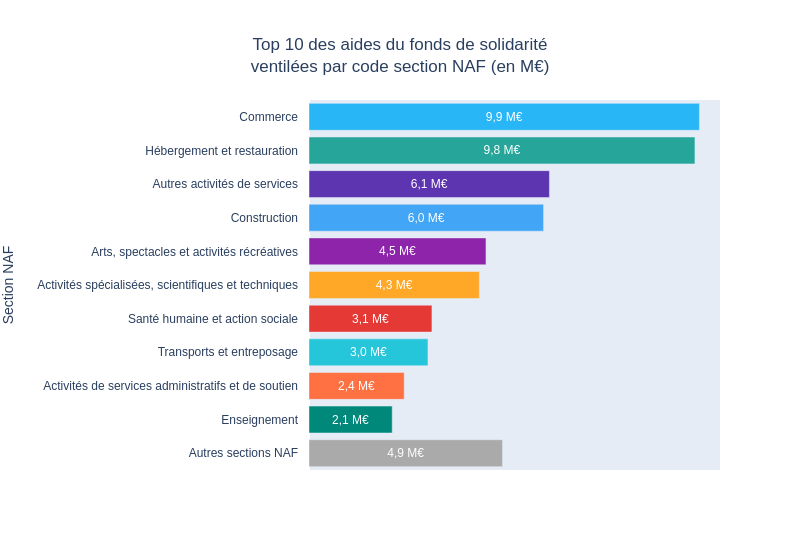 Top 10 des aides du fonds de solidarité
ventilées par code section NAF (en M€)
Section NAF
Commerce 9,9 M€
Hébergement et restauration 9,8 M€
Autres activités de services 6,1 M€
Construction 6,0 M€
Arts, spectacles et activités récréatives 4,5 M€
Activités spécialisées, scientifiques et techniques 4,3 M€
Santé humaine et action sociale 3,1 M€
Transports et entreposage 3,0 M€
Activités de services administratifs et de soutien 2,4 M€
Enseignement 2,1 M€
Autres sections NAF 4,9 M€